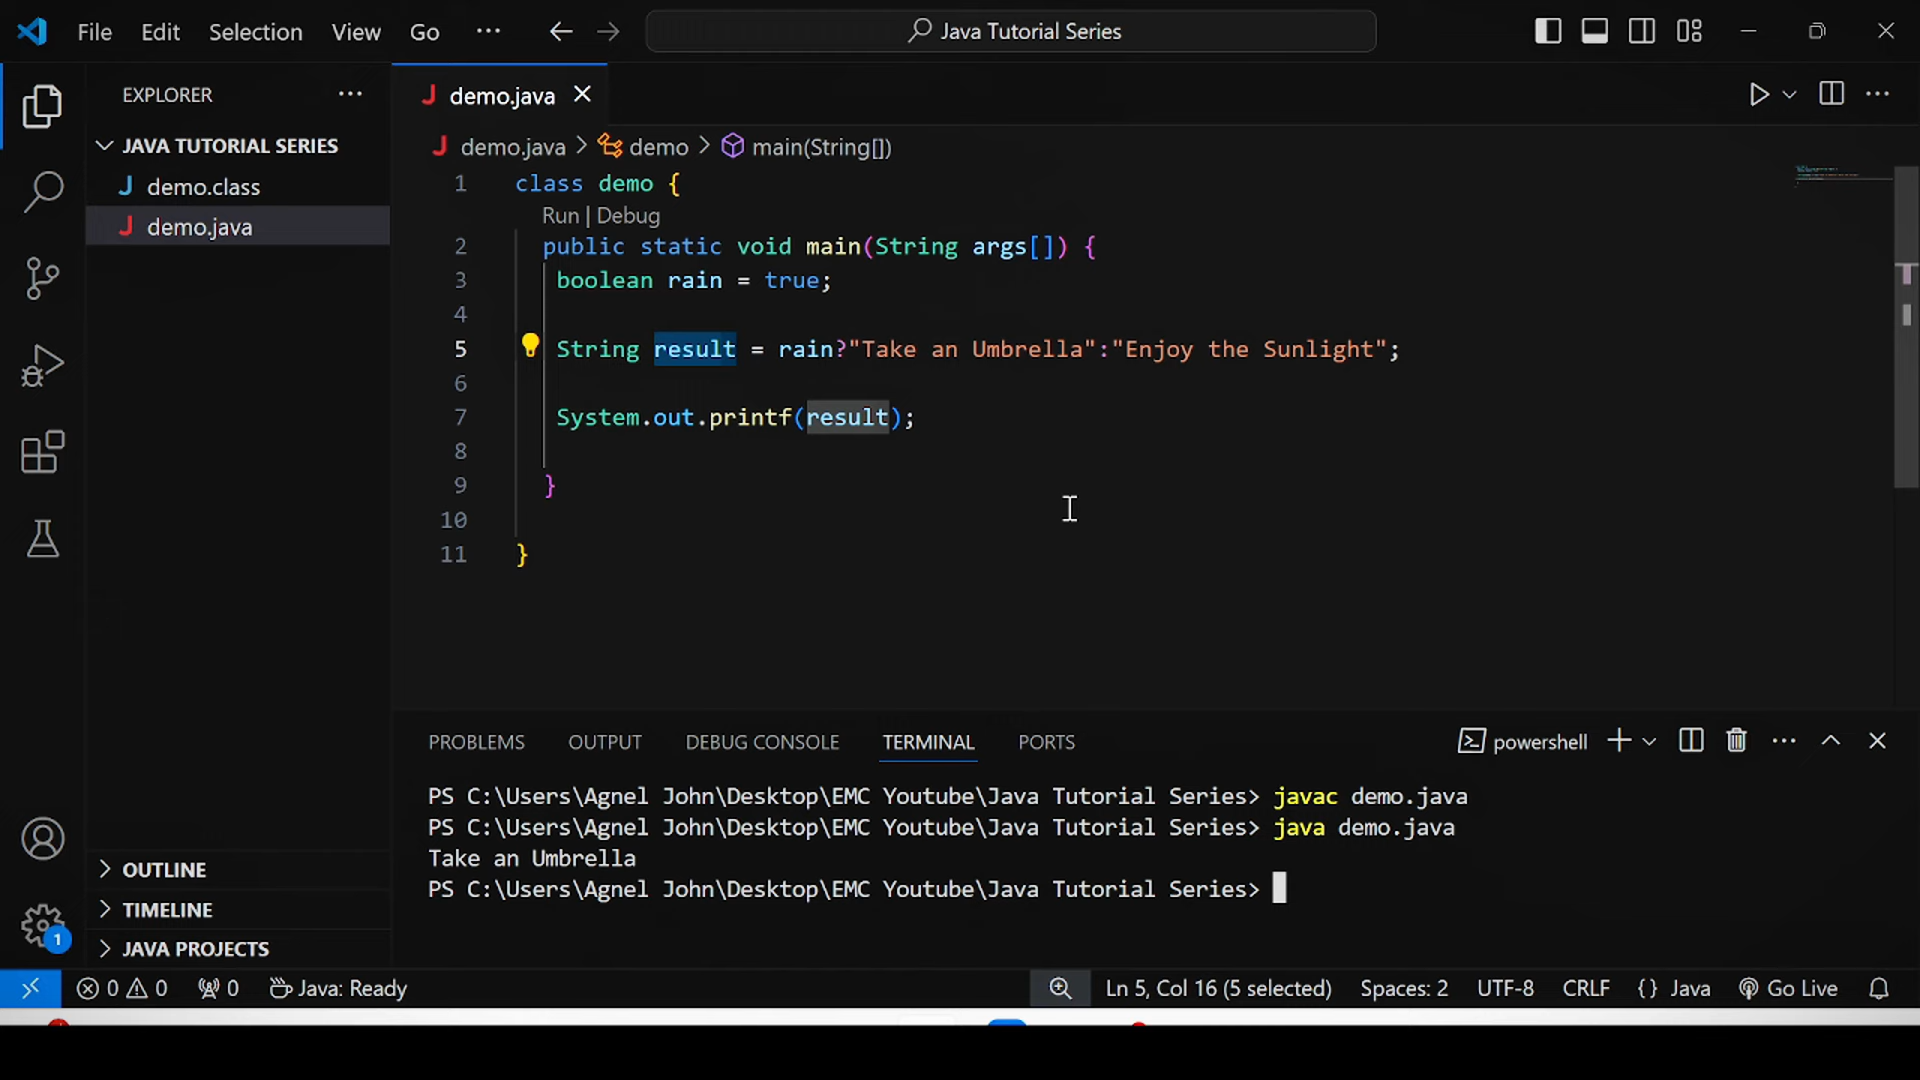 File Edit Selection View Go ··· Java Tutorial Series
EXPLORER ···
JAVA TUTORIAL SERIES
demo.class
demo.java
demo.java
demo.java > demo > main(String[])
1 class demo {
Run | Debug
2 public static void main(String args[]) {
3 boolean rain = true;
4
5 String result = rain?"Take an Umbrella":"Enjoy the Sunlight";
6
7 System.out.printf(result);
8
9 }
10
11 }
PROBLEMS OUTPUT DEBUG CONSOLE TERMINAL PORTS powershell
PS C:\Users\Agnel John\Desktop\EMC Youtube\Java Tutorial Series> javac demo.java
PS C:\Users\Agnel John\Desktop\EMC Youtube\Java Tutorial Series> java demo.java
Take an Umbrella
PS C:\Users\Agnel John\Desktop\EMC Youtube\Java Tutorial Series>
OUTLINE
TIMELINE
JAVA PROJECTS
1
0 0 0 Java: Ready Ln 5, Col 16 (5 selected) Spaces: 2 UTF-8 CRLF {} Java Go Live